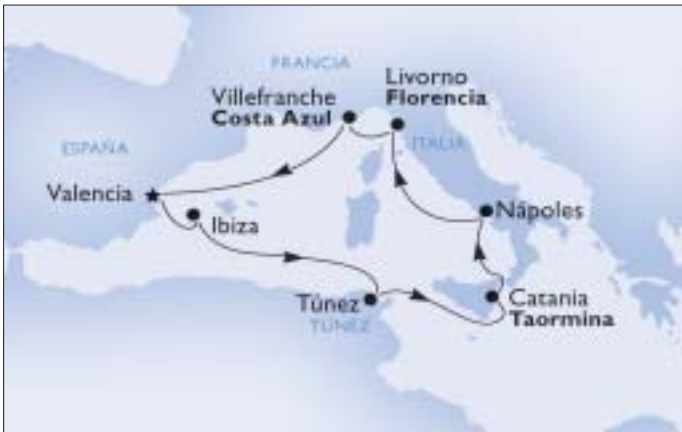 FRANCIA
Livorno
Florencia
Villefranche
Costa Azul
ITALIA
ESPAÑA
Valencia
Ibiza
Nápoles
Túnez
TÚNEZ
Catania
Taormina